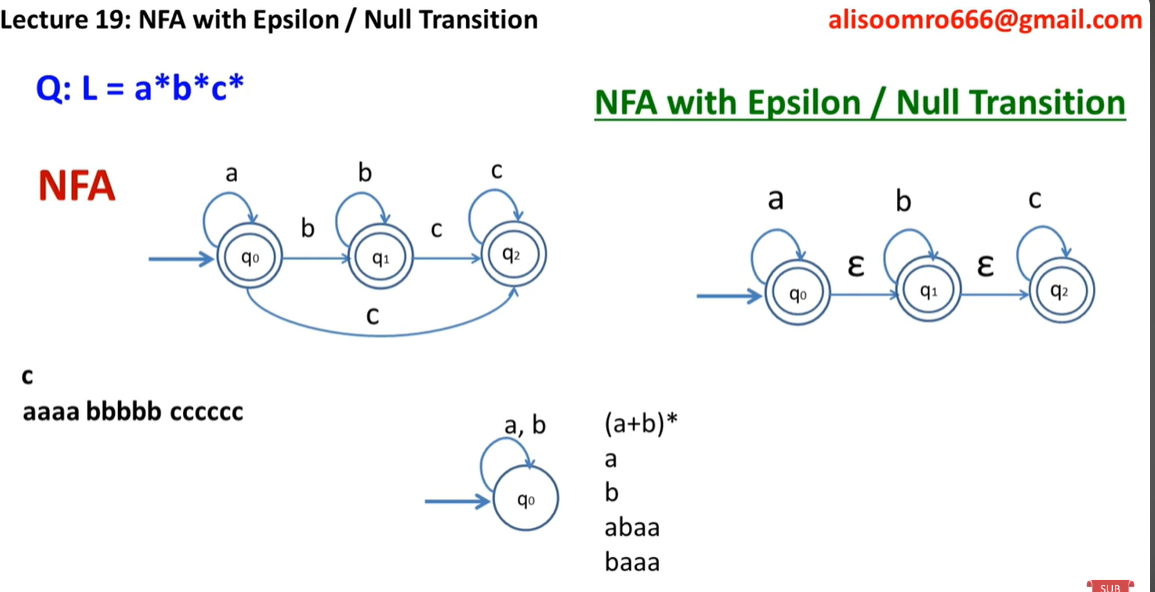 Lecture 19: NFA with Epsilon / Null Transition
alisoomro666@gmail.com
Q: L = a*b*c*
NFA with Epsilon / Null Transition
NFA
a
b
c
b
c
q0
q1
q2
c
a
b
c
ε
ε
q0
q1
q2
c
aaaa bbbbb cccccc
a, b
q0
(a+b)*
a
b
abaa
baaa
SUB